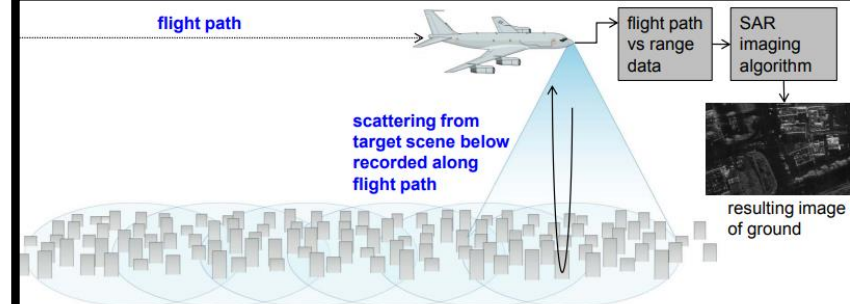 flight path
flight path
vs range
data
SAR
imaging
algorithm
scattering from
target scene below
recorded along
flight path
resulting image
of ground